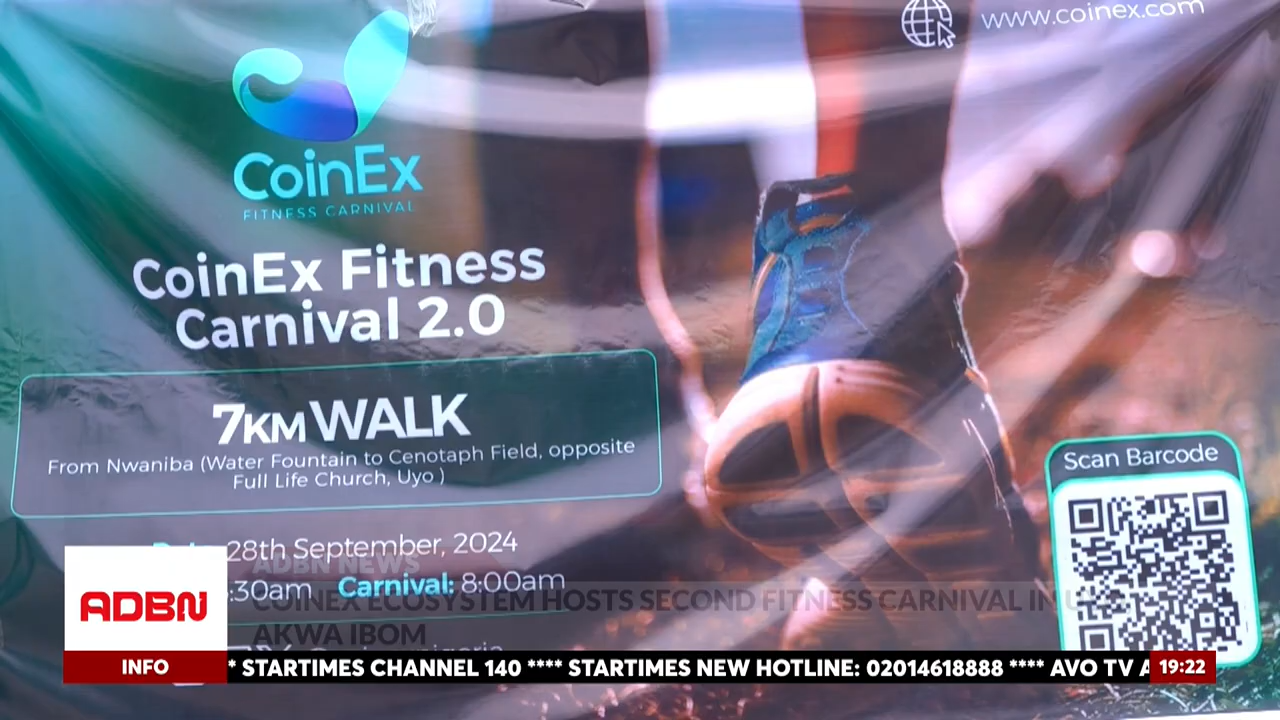 www.coinex.com
CoinEx
FITNESS CARNIVAL
CoinEx Fitness
Carnival 2.0
7KM WALK
From Nwaniba (Water Fountain to Cenotaph Field, opposite
Full Life Church, Uyo )
Scan Barcode
28th September, 2024
:30am Carnival: 8:00am
ADBN NEWS
COINEX ECOSYSTEM HOSTS SECOND FITNESS CARNIVAL IN
AKWA IBOM
ADBN
INFO
* STARTIMES CHANNEL 140 **** STARTIMES NEW HOTLINE: 02014618888 **** AVO TV
19:22